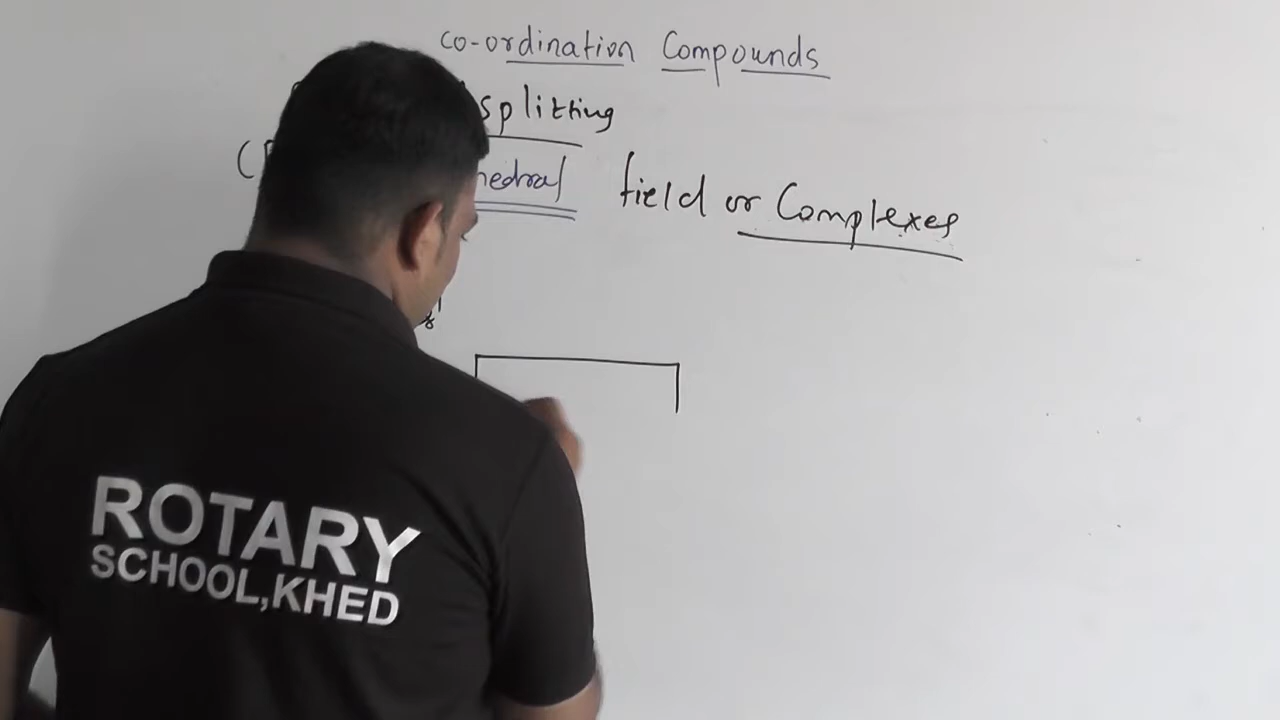 Co-ordination Compounds
splitting
field or Complexes
ROTARY
SCHOOL,KHED